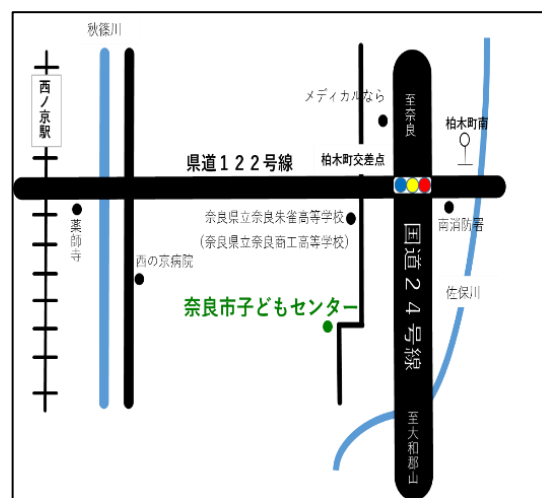 秋篠川
西ノ京駅
メディカルなら
至奈良
柏木町南
県道122号線
柏木町交差点
薬師寺
奈良県立奈良朱雀高等学校
(奈良県立奈良商工高等学校)
南消防署
西の京病院
国道24号線
佐保川
奈良市子どもセンター
至大和郡山